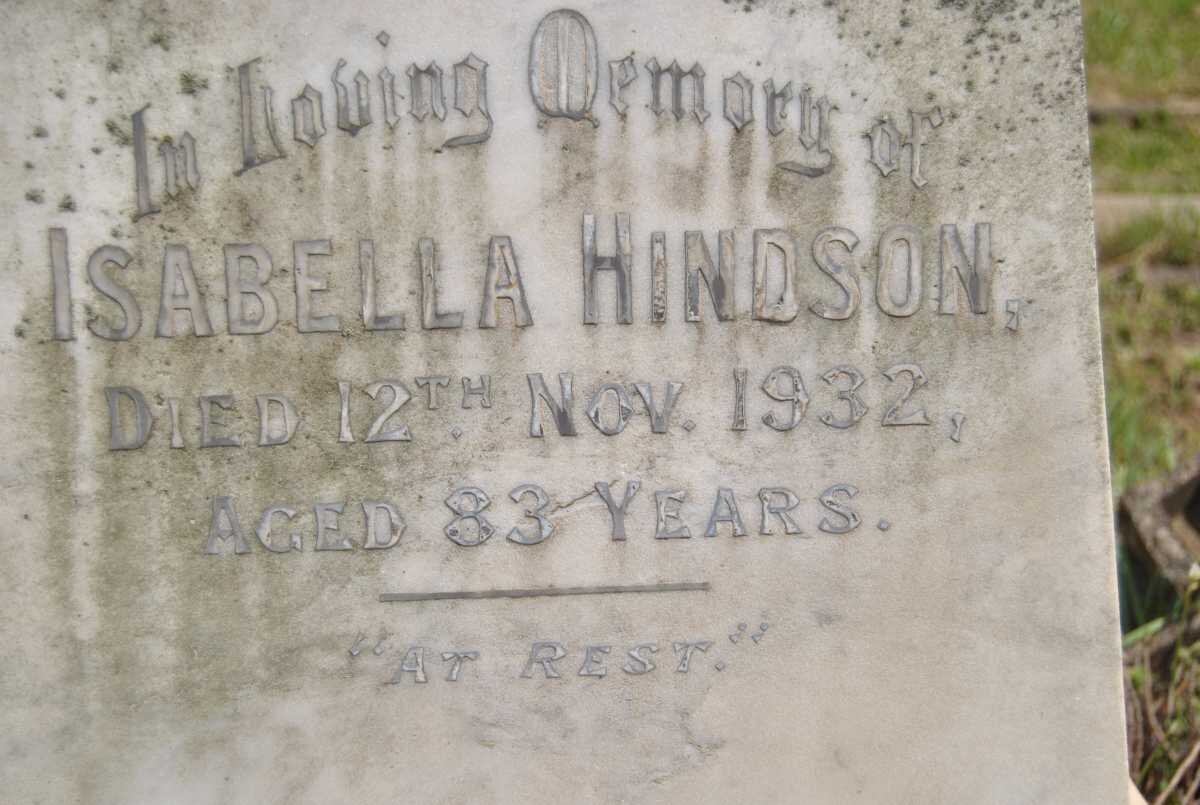 In Loving Memory of
ISABELLA HINDSON,
DIED 12TH. NOV. 1932,
AGED 83 YEARS.
"AT REST."